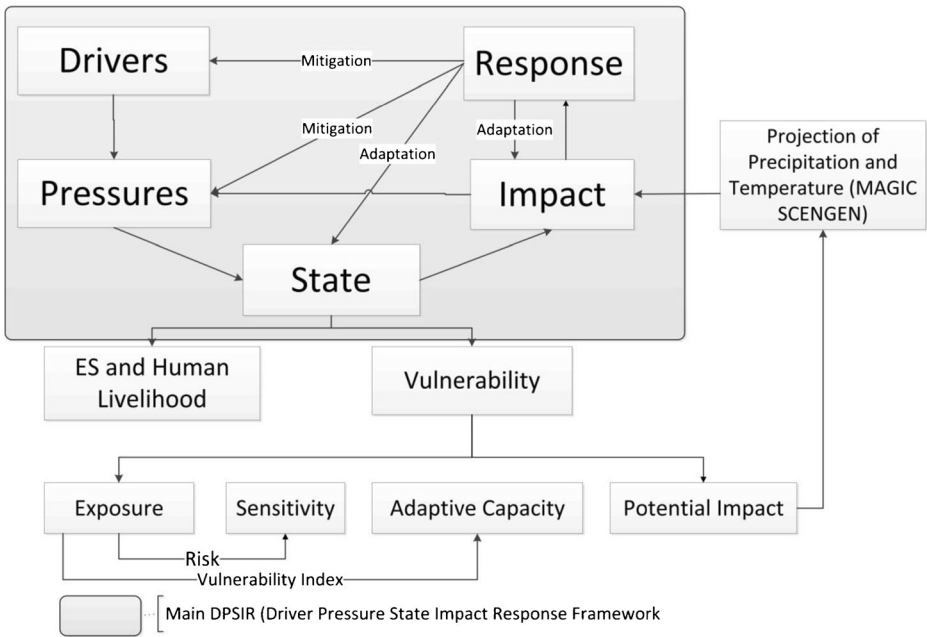 Drivers
Mitigation
Response
Mitigation
Adaptation
Adaptation
Pressures
Impact
Projection of
Precipitation and
Temperature (MAGIC
SCENGEN)
State
ES and Human
Livelihood
Vulnerability
Exposure
Sensitivity
Adaptive Capacity
Potential Impact
Risk
Vulnerability Index
Main DPSIR (Driver Pressure State Impact Response Framework